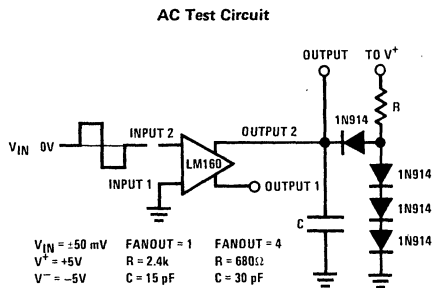 AC Test Circuit
OUTPUT
TO V+
R
1N914
INPUT 2
OUTPUT 2
VIN 0V
LM160
1N914
INPUT 1
OUTPUT 1
1N914
C
1N914
VIN = ±50 mV FANOUT = 1 FANOUT = 4
V+ = +5V R = 2.4k R = 680Ω
V− = −5V C = 15 pF C = 30 pF